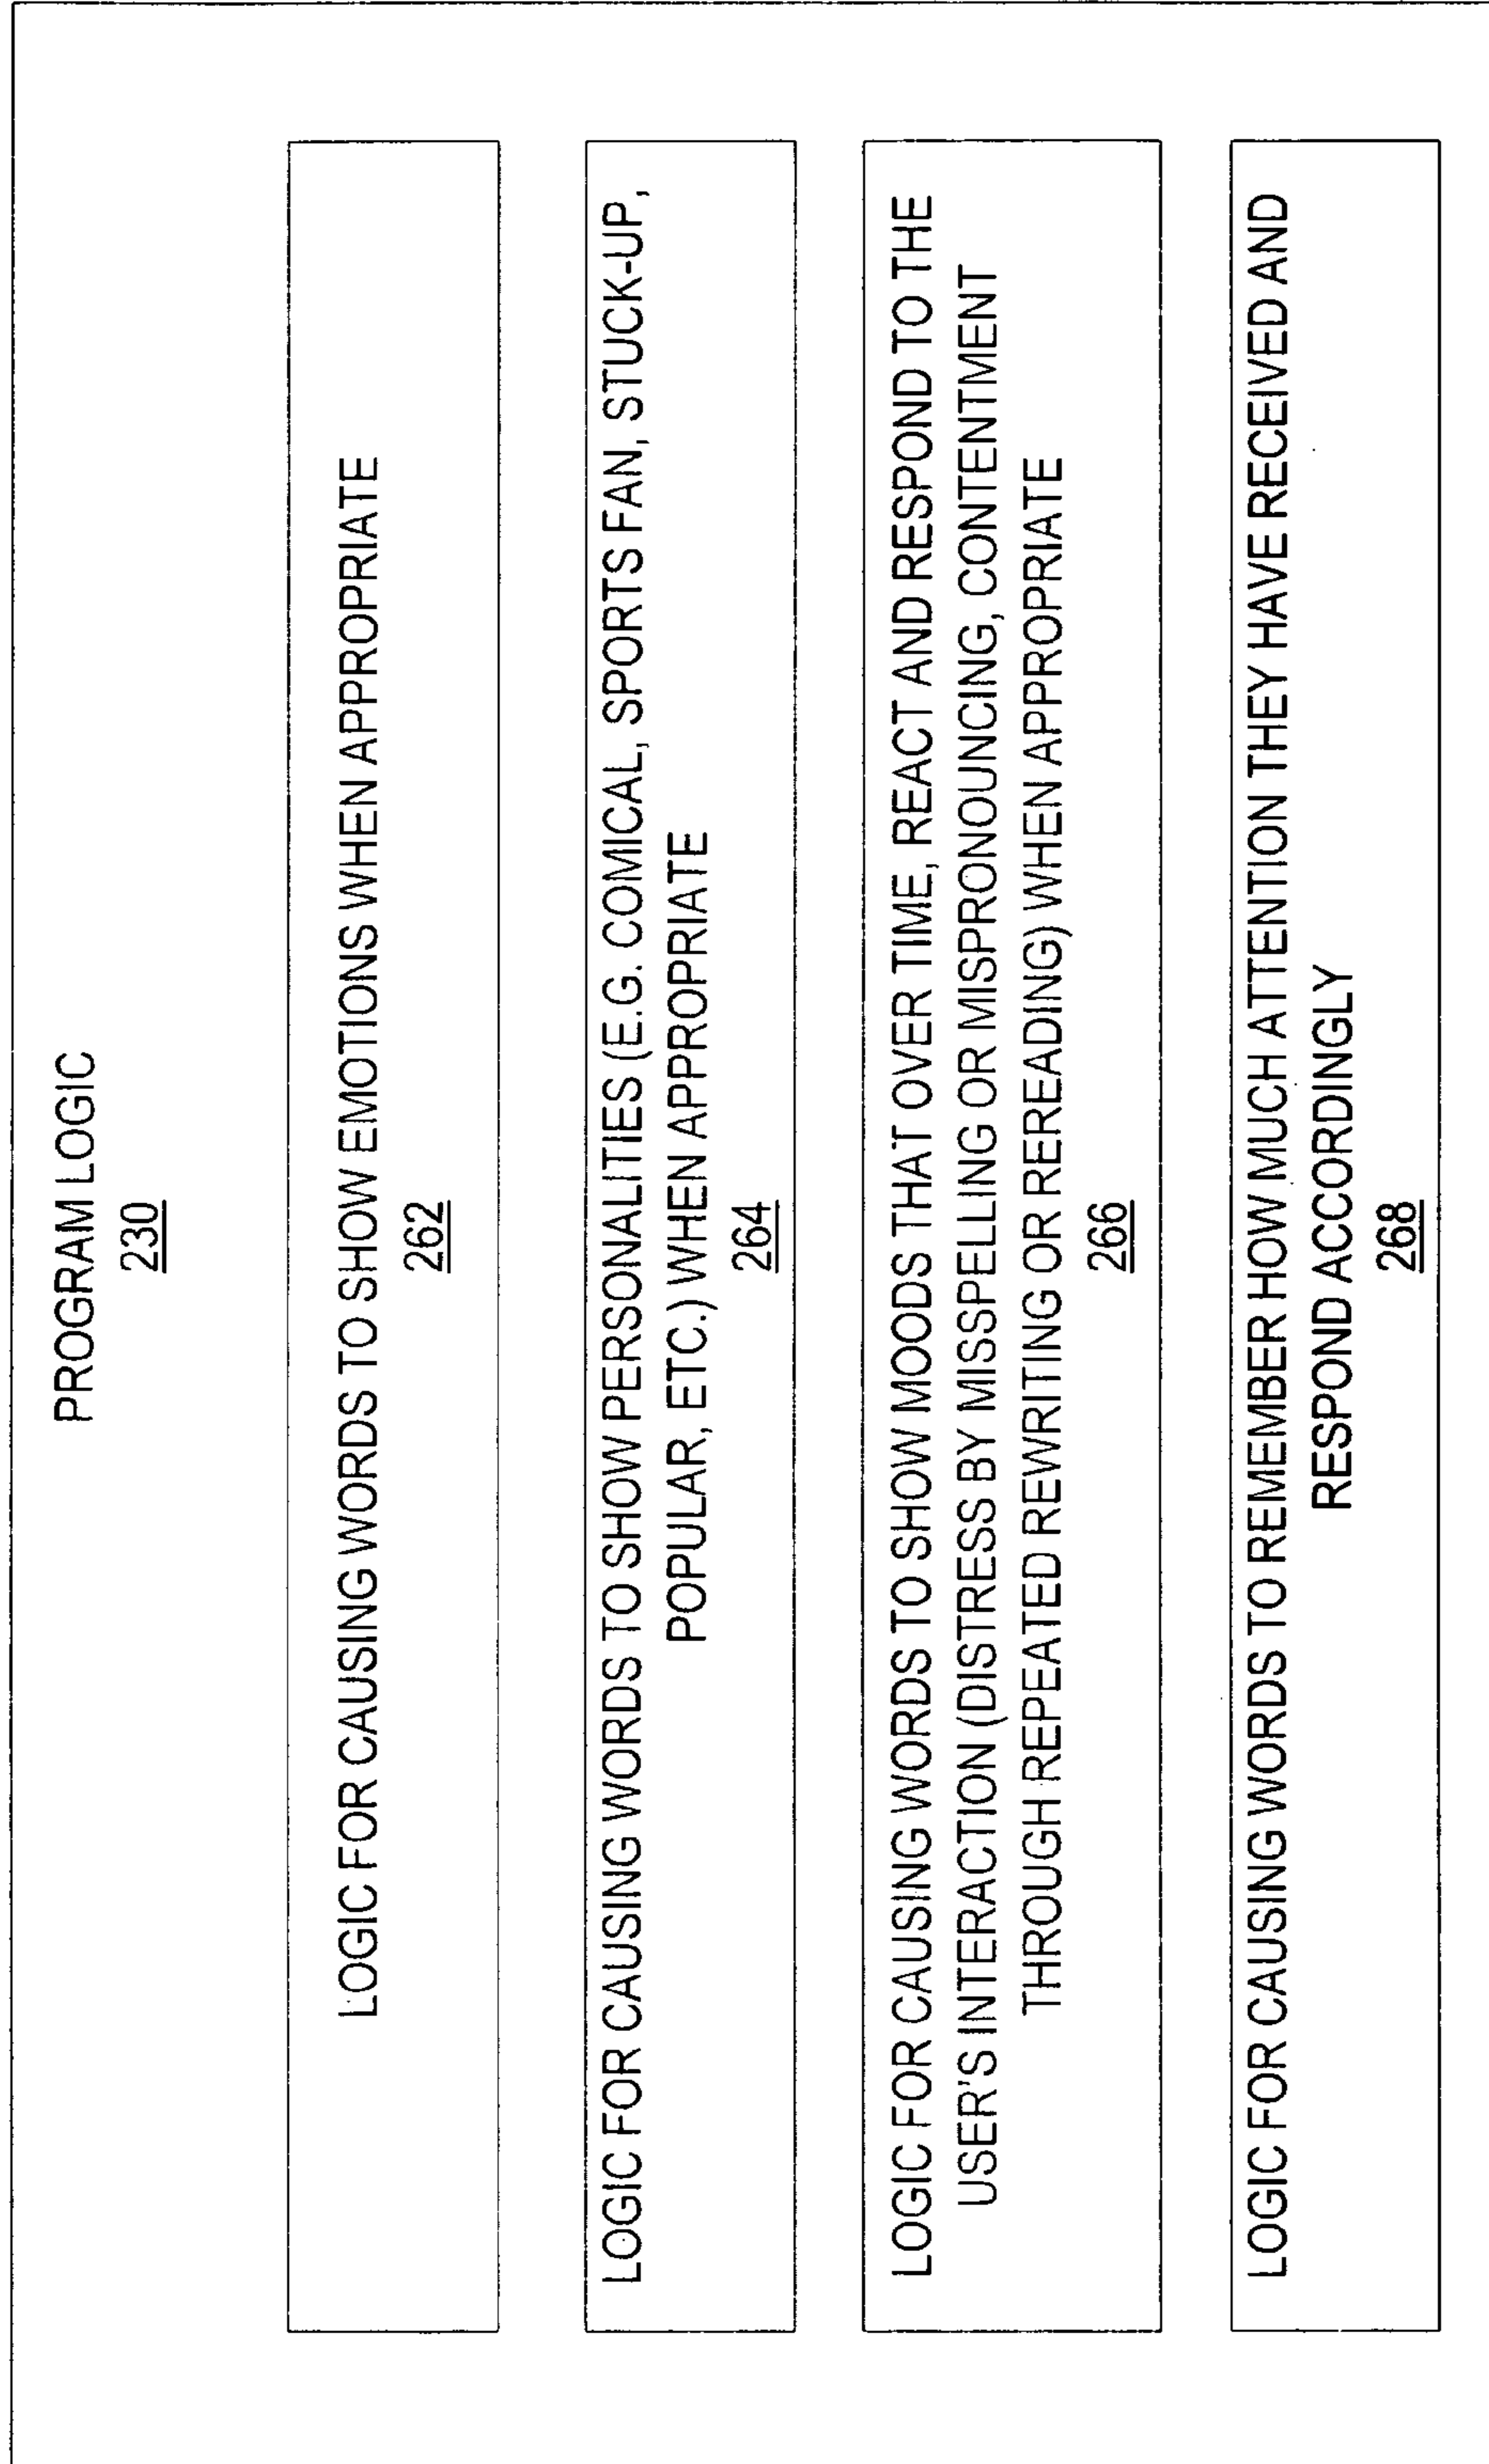 PROGRAM LOGIC
230
LOGIC FOR CAUSING WORDS TO SHOW EMOTIONS WHEN APPROPRIATE
262
LOGIC FOR CAUSING WORDS TO SHOW PERSONALITIES (E.G. COMICAL, SPORTS FAN, STUCK-UP,
POPULAR, ETC.) WHEN APPROPRIATE
264
LOGIC FOR CAUSING WORDS TO SHOW MOODS THAT OVER TIME, REACT AND RESPOND TO THE
USER'S INTERACTION (DISTRESS BY MISSPELLING OR MISPRONOUNCING, CONTENTMENT
THROUGH REPEATED REWRITING OR REREADING) WHEN APPROPRIATE
266
LOGIC FOR CAUSING WORDS TO REMEMBER HOW MUCH ATTENTION THEY HAVE RECEIVED AND
RESPOND ACCORDINGLY
268